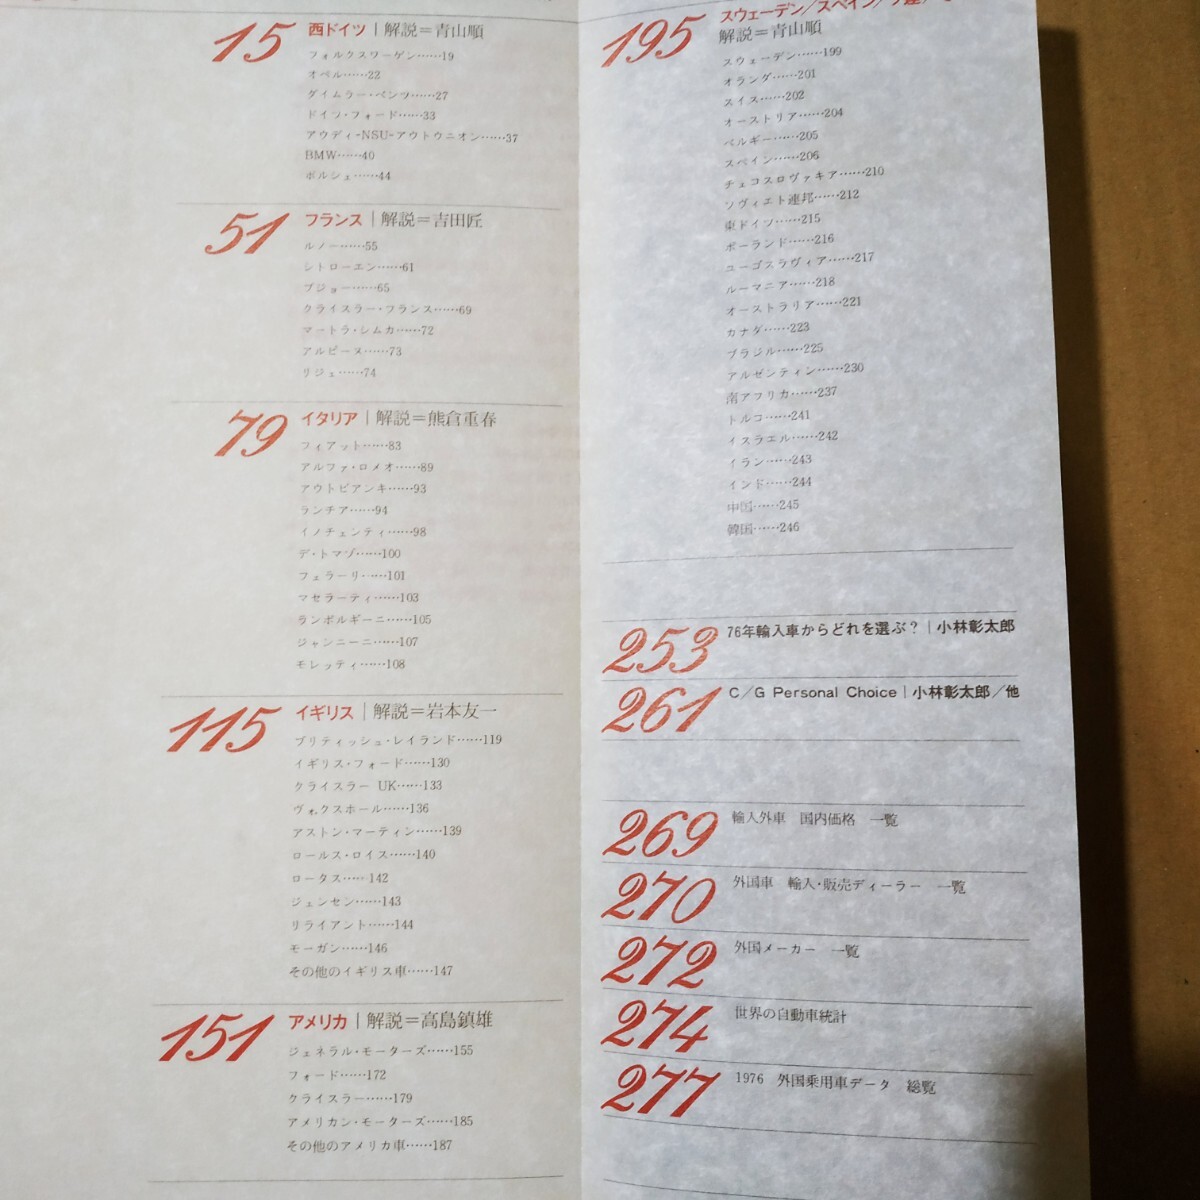 15 西ドイツ｜解説＝青山順
フォルクスワーゲン……19
オペル……22
ダイムラー・ベンツ……27
ドイツ・フォード……33
アウディ-NSU-アウトウニオン……37
BMW……40
ポルシェ……44
51 フランス｜解説＝吉田匠
ルノー……55
シトローエン……61
プジョー……65
クライスラー・フランス……69
マートラ・シムカ……72
アルピーヌ……73
リジェ……74
79 イタリア｜解説＝熊倉重春
フィアット……83
アルファ・ロメオ……89
アウトビアンキ……93
ランチア……94
イノチェンティ……98
デ・トマゾ……100
フェラーリ……101
マセラーティ……103
ランボルギーニ……105
ジャンニーニ……107
モレッティ……108
115 イギリス｜解説＝岩本友一
ブリティッシュ・レイランド……119
イギリス・フォード……130
クライスラー UK……133
ヴォクスホール……136
アストン・マーティン……139
ロールス・ロイス……140
ロータス……142
ジェンセン……143
リライアント……144
モーガン……146
その他のイギリス車……147
151 アメリカ｜解説＝高島鎮雄
ジェネラル・モーターズ……155
フォード……172
クライスラー……179
アメリカン・モーターズ……185
その他のアメリカ車……187
195 スウェーデン／スペイン／ソ連／
解説＝青山順
スウェーデン……199
オランダ……201
スイス……202
オーストリア……204
ベルギー……205
スペイン……206
チェコスロヴァキア……210
ソヴィエト連邦……212
東ドイツ……215
ポーランド……216
ユーゴスラヴィア……217
ルーマニア……218
オーストラリア……221
カナダ……223
ブラジル……225
アルゼンティン……230
南アフリカ……237
トルコ……241
イスラエル……242
イラン……243
インド……244
中国……245
韓国……246
253 76年輸入車からどれを選ぶ？｜小林彰太郎
261 C／G Personal Choice｜小林彰太郎／他
269 輸入外車 国内価格 一覧
270 外国車 輸入・販売ディーラー 一覧
272 外国メーカー 一覧
274 世界の自動車統計
277 1976 外国乗用車データ 総覧